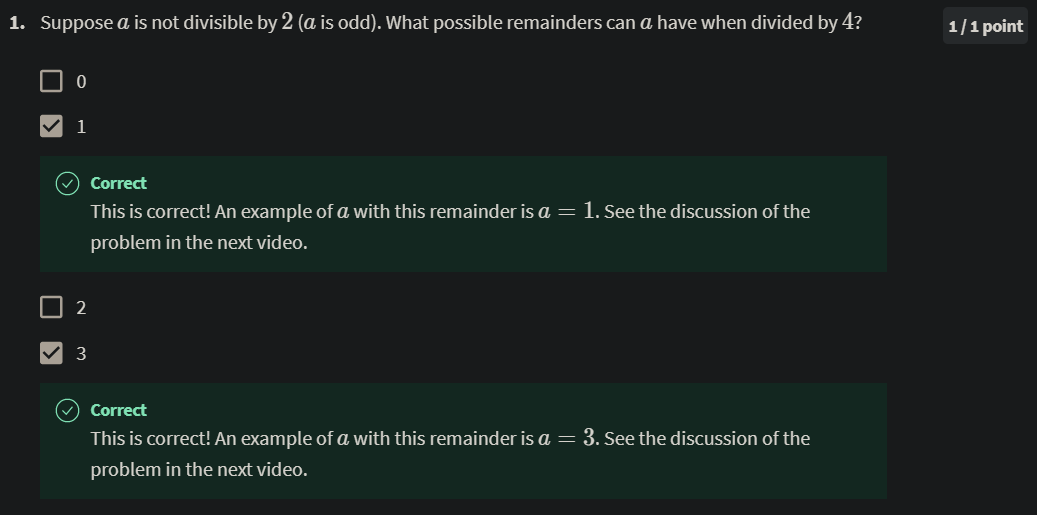 1. Suppose a is not divisible by 2 (a is odd). What possible remainders can a have when divided by 4?
1 / 1 point
0
1
Correct
This is correct! An example of a with this remainder is a = 1. See the discussion of the
problem in the next video.
2
3
Correct
This is correct! An example of a with this remainder is a = 3. See the discussion of the
problem in the next video.